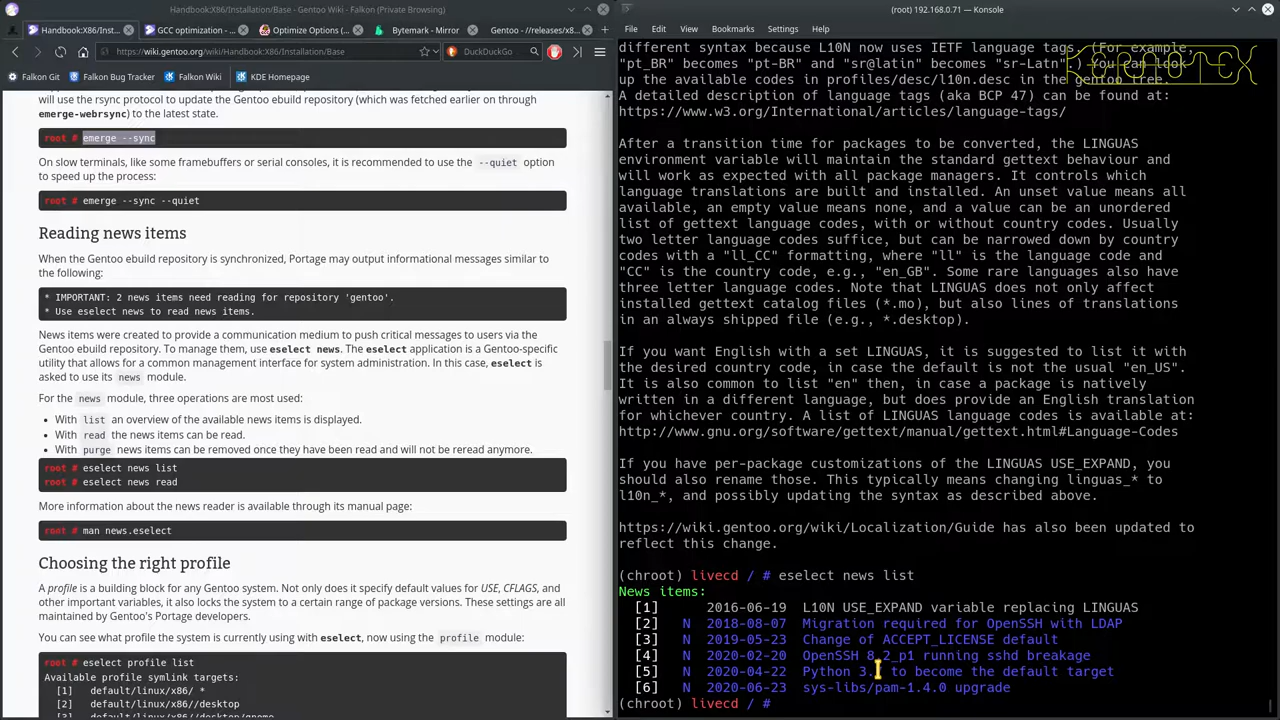 Handbook:X86/Installation/Base - Gentoo Wiki - Falkon (Private Browsing)
(root) 192.168.0.71 — Konsole
Handbook:X86/Inst...
GCC optimization - ...
Optimize Options (...
Bytemark - Mirror
Gentoo - //releases/x8...
https://wiki.gentoo.org/wiki/Handbook:X86/Installation/Base
DuckDuckGo
Falkon Git
Falkon Bug Tracker
Falkon Wiki
KDE Homepage
will use the rsync protocol to update the Gentoo ebuild repository (which was fetched earlier on through
emerge-webrsync) to the latest state.
root # emerge --sync
On slow terminals, like some framebuffers or serial consoles, it is recommended to use the --quiet option
to speed up the process:
root # emerge --sync --quiet
Reading news items
When the Gentoo ebuild repository is synchronized, Portage may output informational messages similar to
the following:
* IMPORTANT: 2 news items need reading for repository 'gentoo'.
* Use eselect news to read news items.
News items were created to provide a communication medium to push critical messages to users via the
Gentoo ebuild repository. To manage them, use eselect news. The eselect application is a Gentoo-specific
utility that allows for a common management interface for system administration. In this case, eselect is
asked to use its news module.
For the news module, three operations are most used:
• With list an overview of the available news items is displayed.
• With read the news items can be read.
• With purge news items can be removed once they have been read and will not be reread anymore.
root # eselect news list
root # eselect news read
More information about the news reader is available through its manual page:
root # man news.eselect
Choosing the right profile
A profile is a building block for any Gentoo system. Not only does it specify default values for USE, CFLAGS, and
other important variables, it also locks the system to a certain range of package versions. These settings are all
maintained by Gentoo's Portage developers.
You can see what profile the system is currently using with eselect, now using the profile module:
root # eselect profile list
Available profile symlink targets:
[1] default/linux/x86/ *
[2] default/linux/x86//desktop
[3] default/linux/x86//desktop/gnome
File Edit View Bookmarks Settings Help
different syntax because L10N now uses IETF language tags. (For example,
"pt_BR" becomes "pt-BR" and "sr@latin" becomes "sr-Latn".) You can look
up the available codes in profiles/desc/l10n.desc in the Gentoo tree.
A detailed description of language tags (aka BCP 47) can be found at:
https://www.w3.org/International/articles/language-tags/
After a transition time for packages to be converted, the LINGUAS
environment variable will maintain the standard gettext behaviour and
will work as expected with all package managers. It controls which
language translations are built and installed. An unset value means all
available, an empty value means none, and a value can be an unordered
list of gettext language codes, with or without country codes. Usually
two letter language codes suffice, but can be narrowed down by country
codes with a "ll_CC" formatting, where "ll" is the language code and
"CC" is the country code, e.g., "en_GB". Some rare languages also have
three letter language codes. Note that LINGUAS does not only affect
installed gettext catalog files (*.mo), but also lines of translations
in an always shipped file (e.g., *.desktop).
If you want English with a set LINGUAS, it is suggested to list it with
the desired country code, in case the default is not the usual "en_US".
It is also common to list "en" then, in case a package is natively
written in a different language, but does provide an English translation
for whichever country. A list of LINGUAS language codes is available at:
http://www.gnu.org/software/gettext/manual/gettext.html#Language-Codes
If you have per-package customizations of the LINGUAS USE_EXPAND, you
should also rename those. This typically means changing linguas_* to
l10n_*, and possibly updating the syntax as described above.
https://wiki.gentoo.org/wiki/Localization/Guide has also been updated to
reflect this change.
(chroot) livecd / # eselect news list
News items:
[1] 2016-06-19 L10N USE_EXPAND variable replacing LINGUAS
[2] N 2018-08-07 Migration required for OpenSSH with LDAP
[3] N 2019-05-23 Change of ACCEPT_LICENSE default
[4] N 2020-02-20 OpenSSH 8.2_p1 running sshd breakage
[5] N 2020-04-22 Python to become the default target
[6] N 2020-06-23 sys-libs/pam-1.4.0 upgrade
(chroot) livecd / #